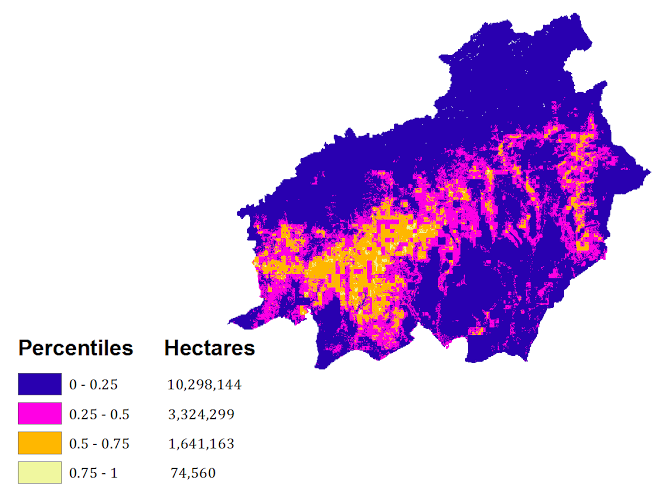 Percentiles Hectares
0 - 0.25 10,298,144
0.25 - 0.5 3,324,299
0.5 - 0.75 1,641,163
0.75 - 1 74,560